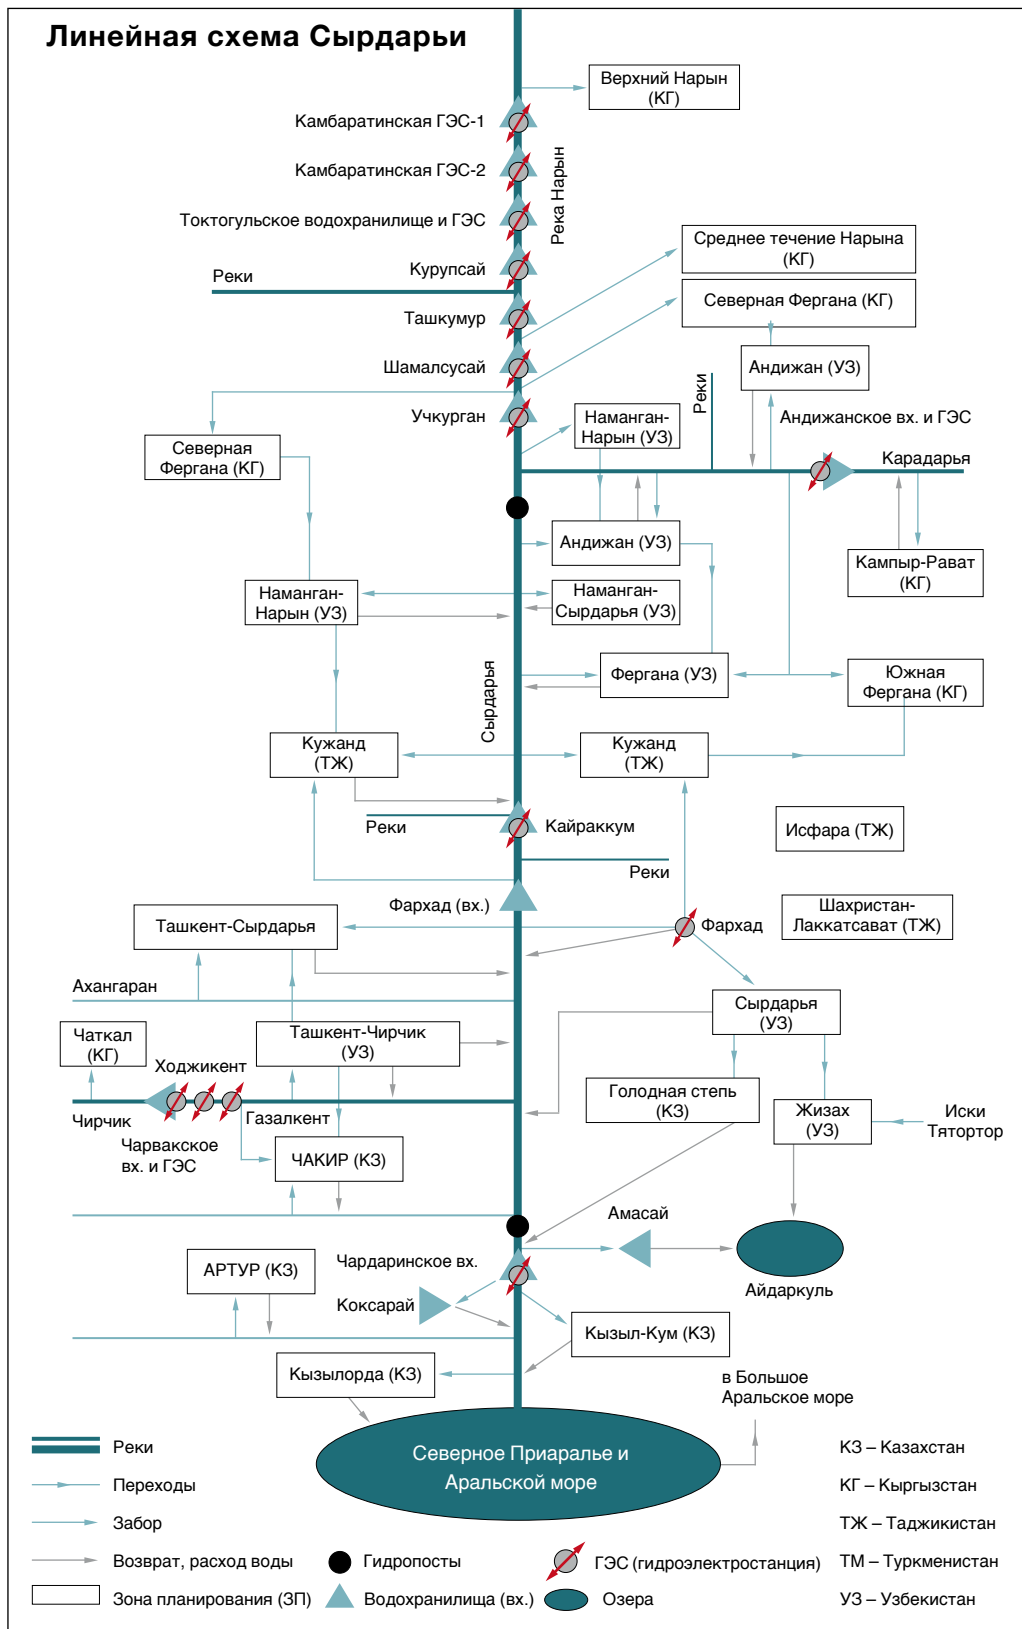 Линейная схема Сырдарьи
Верхний Нарын
(КГ)
Камбаратинская ГЭС-1
Река Нарын
Камбаратинская ГЭС-2
Токтогульское водохранилище и ГЭС
Среднее течение Нарына
(КГ)
Курупсай
Реки
Северная Фергана (КГ)
Ташкумур
Шамалсусай
Андижан (УЗ)
Реки
Учкурган
Наманган-
Нарын (УЗ)
Андижанское вх. и ГЭС
Северная
Фергана (КГ)
Карадарья
Андижан (УЗ)
Кампыр-Рават
(КГ)
Наманган-
Нарын (УЗ)
Наманган-
Сырдарья (УЗ)
Сырдарья
Фергана (УЗ)
Южная
Фергана (КГ)
Кужанд
(ТЖ)
Кужанд
(ТЖ)
Реки
Кайраккум
Исфара (ТЖ)
Реки
Фархад (вх.)
Шахристан-
Лаккатсават (ТЖ)
Ташкент-Сырдарья
Фархад
Ахангаран
Сырдарья
(УЗ)
Чаткал
(КГ)
Ташкент-Чирчик
(УЗ)
Ходжикент
Голодная степь
(КЗ)
Чирчик
Газалкент
Жизах
(УЗ)
Иски
Тятортор
Чарвакское
вх. и ГЭС
ЧАКИР (КЗ)
Амасай
Чардаринское вх.
АРТУР (КЗ)
Айдаркуль
Коксарай
Кызыл-Кум (КЗ)
Кызылорда (КЗ)
в Большое
Аральское море
Северное Приаралье и
Аральской море
Реки
Переходы
Забор
Возврат, расход воды
Зона планирования (ЗП)
Гидропосты
Водохранилища (вх.)
ГЭС (гидроэлектростанция)
Озера
КЗ – Казахстан
КГ – Кыргызстан
ТЖ – Таджикистан
ТМ – Туркменистан
УЗ – Узбекистан